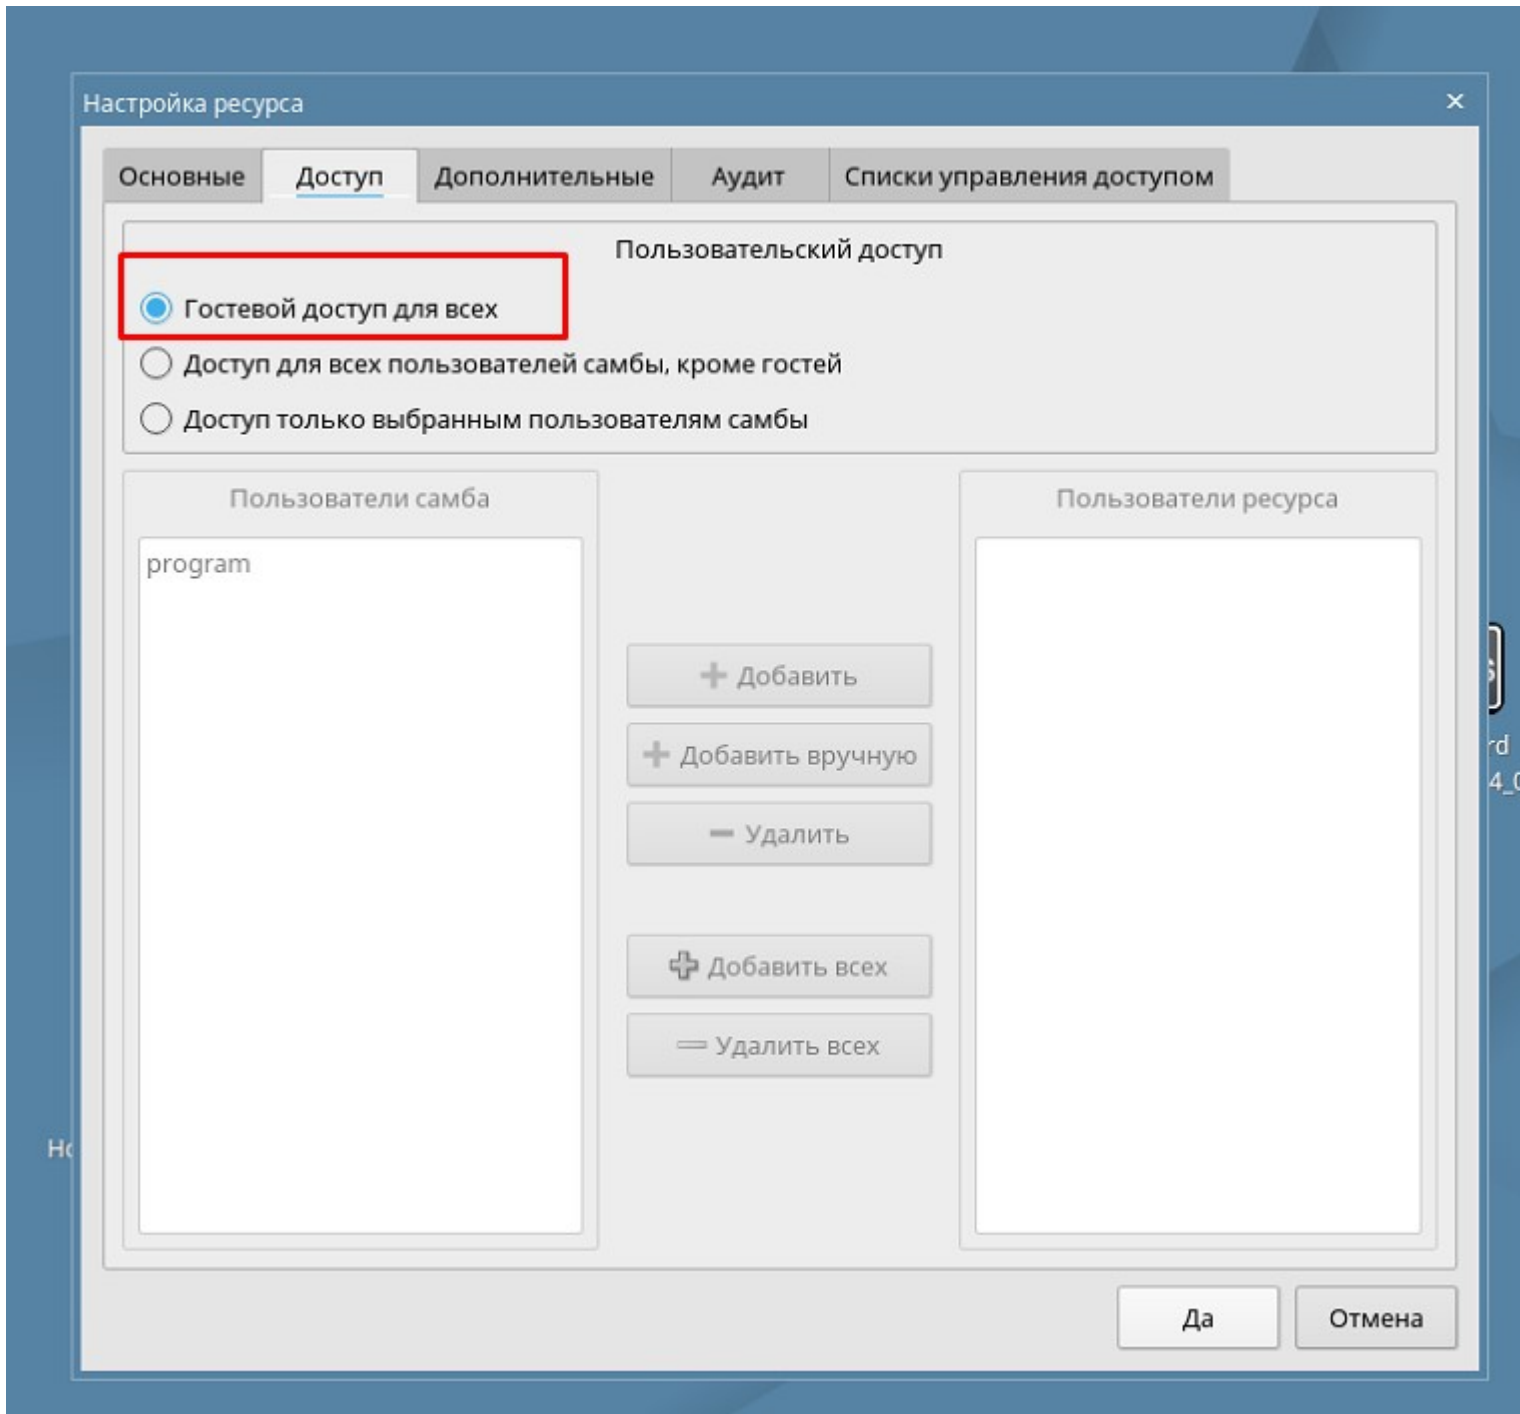 Настройка ресурса
Основные Доступ Дополнительные Аудит Списки управления доступом
Пользовательский доступ
Гостевой доступ для всех
Доступ для всех пользователей самбы, кроме гостей
Доступ только выбранным пользователям самбы
Пользователи самба
Пользователи ресурса
program
Добавить
Добавить вручную
Удалить
Добавить всех
Удалить всех
Да
Отмена